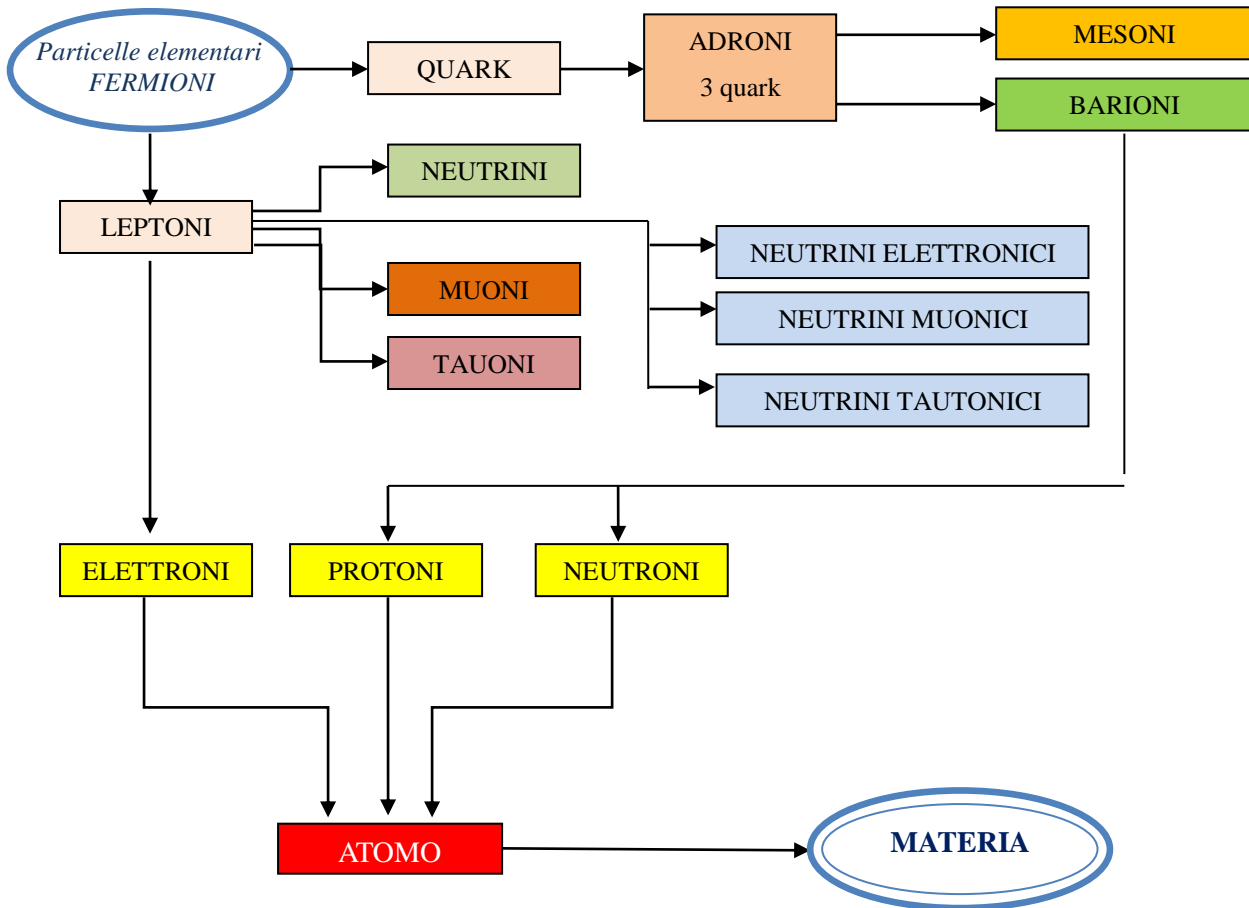 Particelle elementari
FERMIONI
QUARK
ADRONI
3 quark
MESONI
BARIONI
NEUTRINI
LEPTONI
NEUTRINI ELETTRONICI
MUONI
NEUTRINI MUONICI
TAUONI
NEUTRINI TAUTONICI
ELETTRONI
PROTONI
NEUTRONI
ATOMO
MATERIA